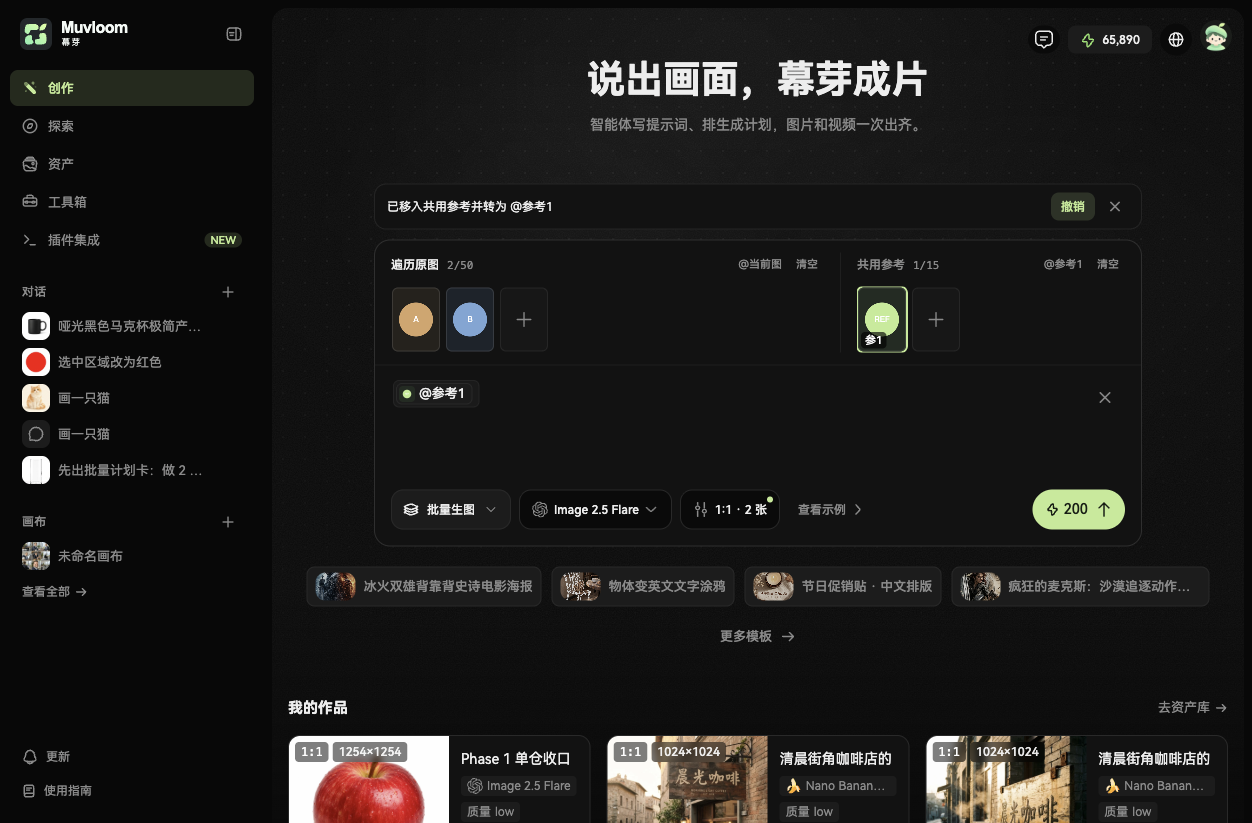 Muvloom
幕芽
65,890
创作
探索
资产
工具箱
插件集成
NEW
对话
哑光黑色马克杯极简产…
选中区域改为红色
画一只猫
画一只猫
先出批量计划卡：做 2 …
画布
未命名画布
查看全部
更新
使用指南
说出画面，幕芽成片
智能体写提示词、排生成计划，图片和视频一次出齐。
已移入共用参考并转为 @参考1
撤销
遍历原图 2/50
@当前图 清空
共用参考 1/15
@参考1 清空
A
B
REF
参1
@参考1
批量生图
Image 2.5 Flare
1:1 · 2 张
查看示例
200
冰火双雄背靠背史诗电影海报
物体变英文文字涂鸦
节日促销贴 · 中文排版
疯狂的麦克斯：沙漠追逐动作…
更多模板
我的作品
去资产库
1:1
1254×1254
Phase 1 单仓收口
Image 2.5 Flare
质量 low
1:1
1024×1024
晨光咖啡
清晨街角咖啡店的
Nano Banan…
质量 low
1:1
1024×1024
晨光咖啡
清晨街角咖啡店的
Nano Banan…
质量 low